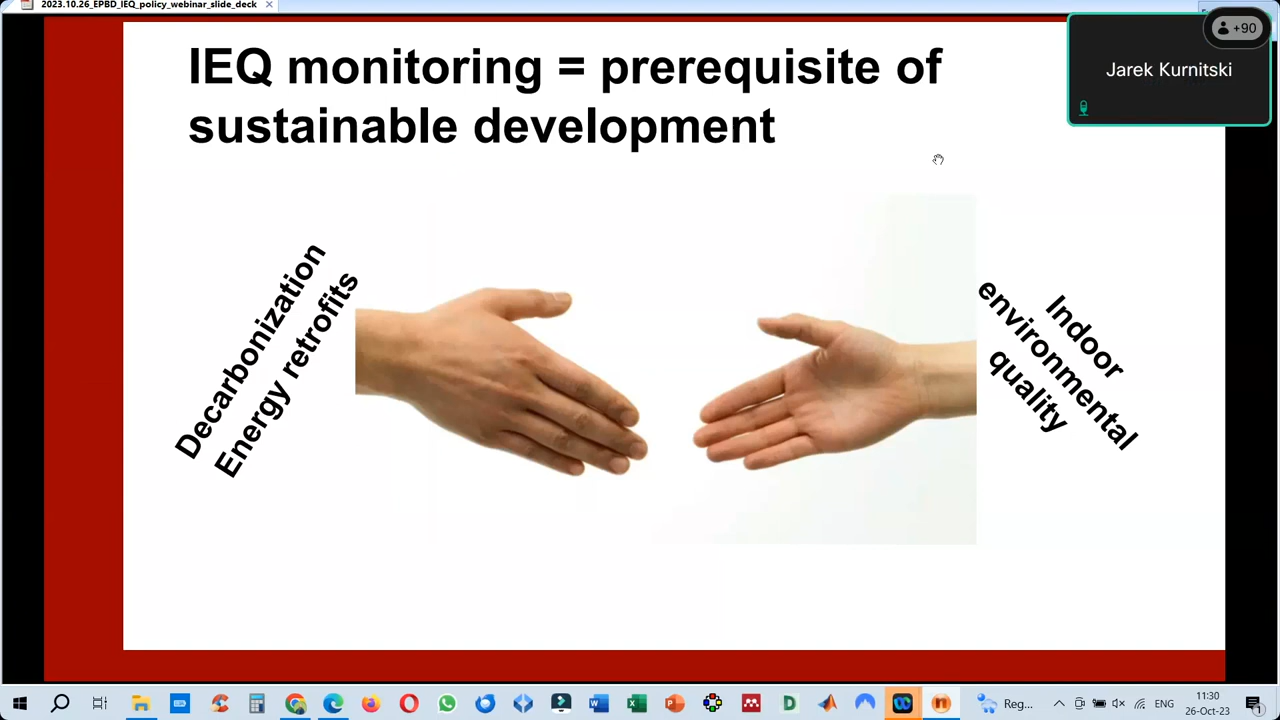 2023.10.26_EPBD_IEQ_policy_webinar_slide_deck
+90
Jarek Kurnitski
IEQ monitoring = prerequisite of
sustainable development
Decarbonization
Energy retrofits
Indoor
environmental
quality
Reg...
ENG
11:30
26-Oct-23
1